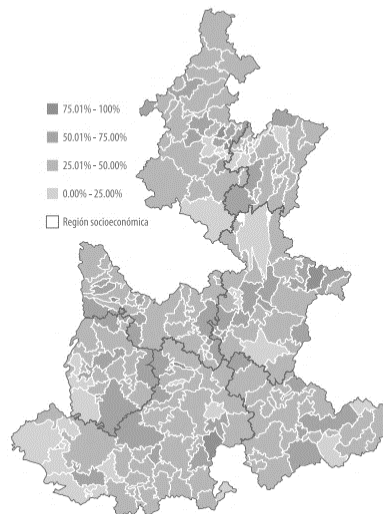 75.01% - 100%
50.01% - 75.00%
25.01% - 50.00%
0.00% - 25.00%
Región socioeconómica